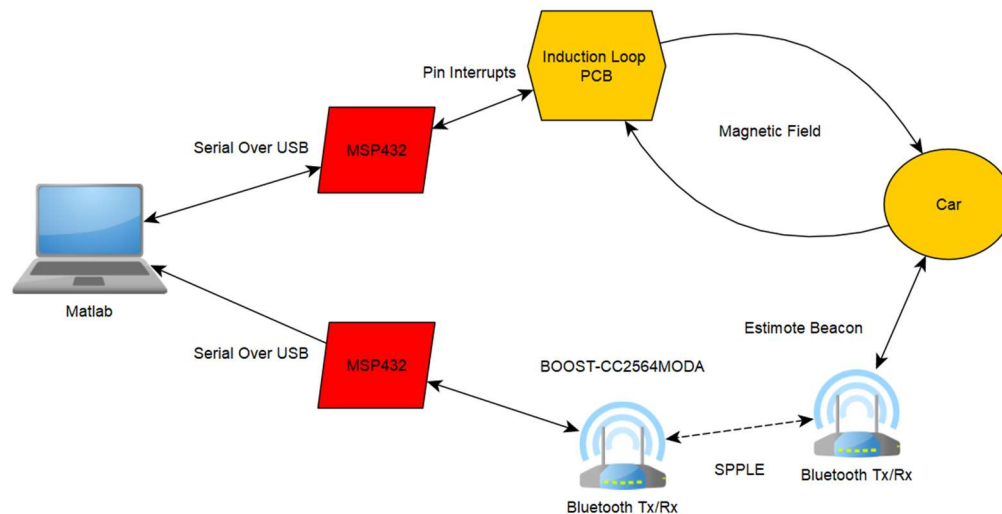 Induction Loop
PCB
Pin Interrupts
Magnetic Field
Serial Over USB
MSP432
Car
Matlab
Estimote Beacon
Serial Over USB
MSP432
BOOST-CC2564MODA
SPPLE
Bluetooth Tx/Rx
Bluetooth Tx/Rx